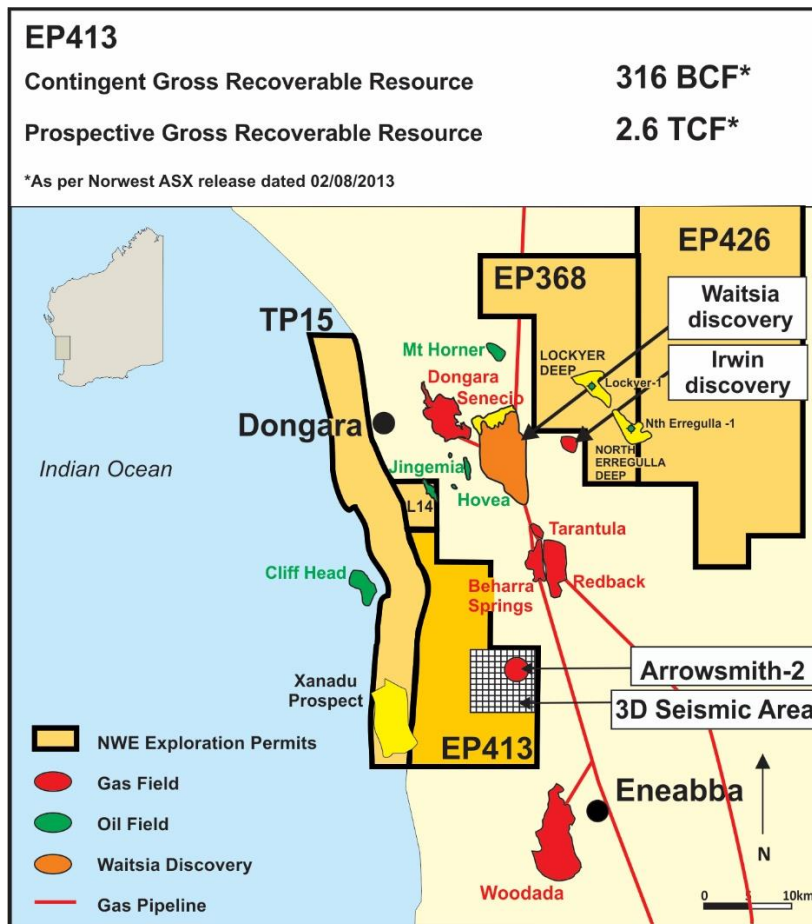 EP413
Contingent Gross Recoverable Resource 316 BCF*
Prospective Gross Recoverable Resource 2.6 TCF*
*As per Norwest ASX release dated 02/08/2013
EP426
EP368
Waitsia
discovery
TP15
Mt Horner
LOCKYER
DEEP
Lockyer-1
Irwin
discovery
Dongara
Senecio
Dongara
Nth Erregulla -1
NORTH
ERREGULLA
DEEP
Indian Ocean
Jingemia
L14
Hovea
Tarantula
Cliff Head
Beharra
Springs
Redback
Arrowsmith-2
Xanadu
Prospect
3D Seismic Area
EP413
NWE Exploration Permits
Gas Field
Eneabba
Oil Field
Waitsia Discovery
N
Woodada
Gas Pipeline
0 5 10km